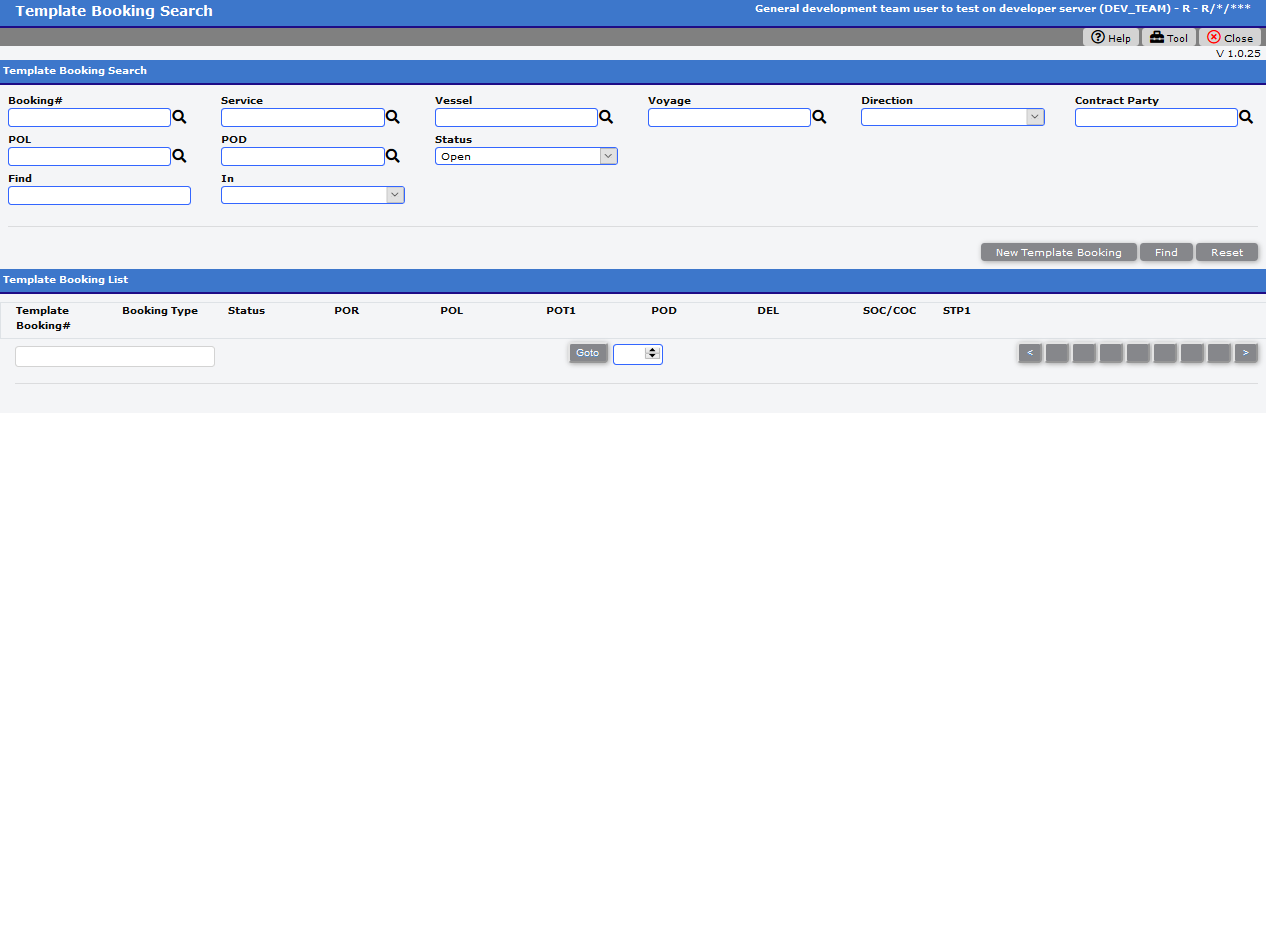 Template Booking Search
General development team user to test on developer server (DEV_TEAM) - R - R/*/***
Help Tool Close
V 1.0.25
Template Booking Search
Booking# Service Vessel Voyage Direction Contract Party
POL POD Status
Open
Find In
New Template Booking Find Reset
Template Booking List
Template Booking Type Status POR POL POT1 POD DEL SOC/COC STP1
Booking#
Goto < >